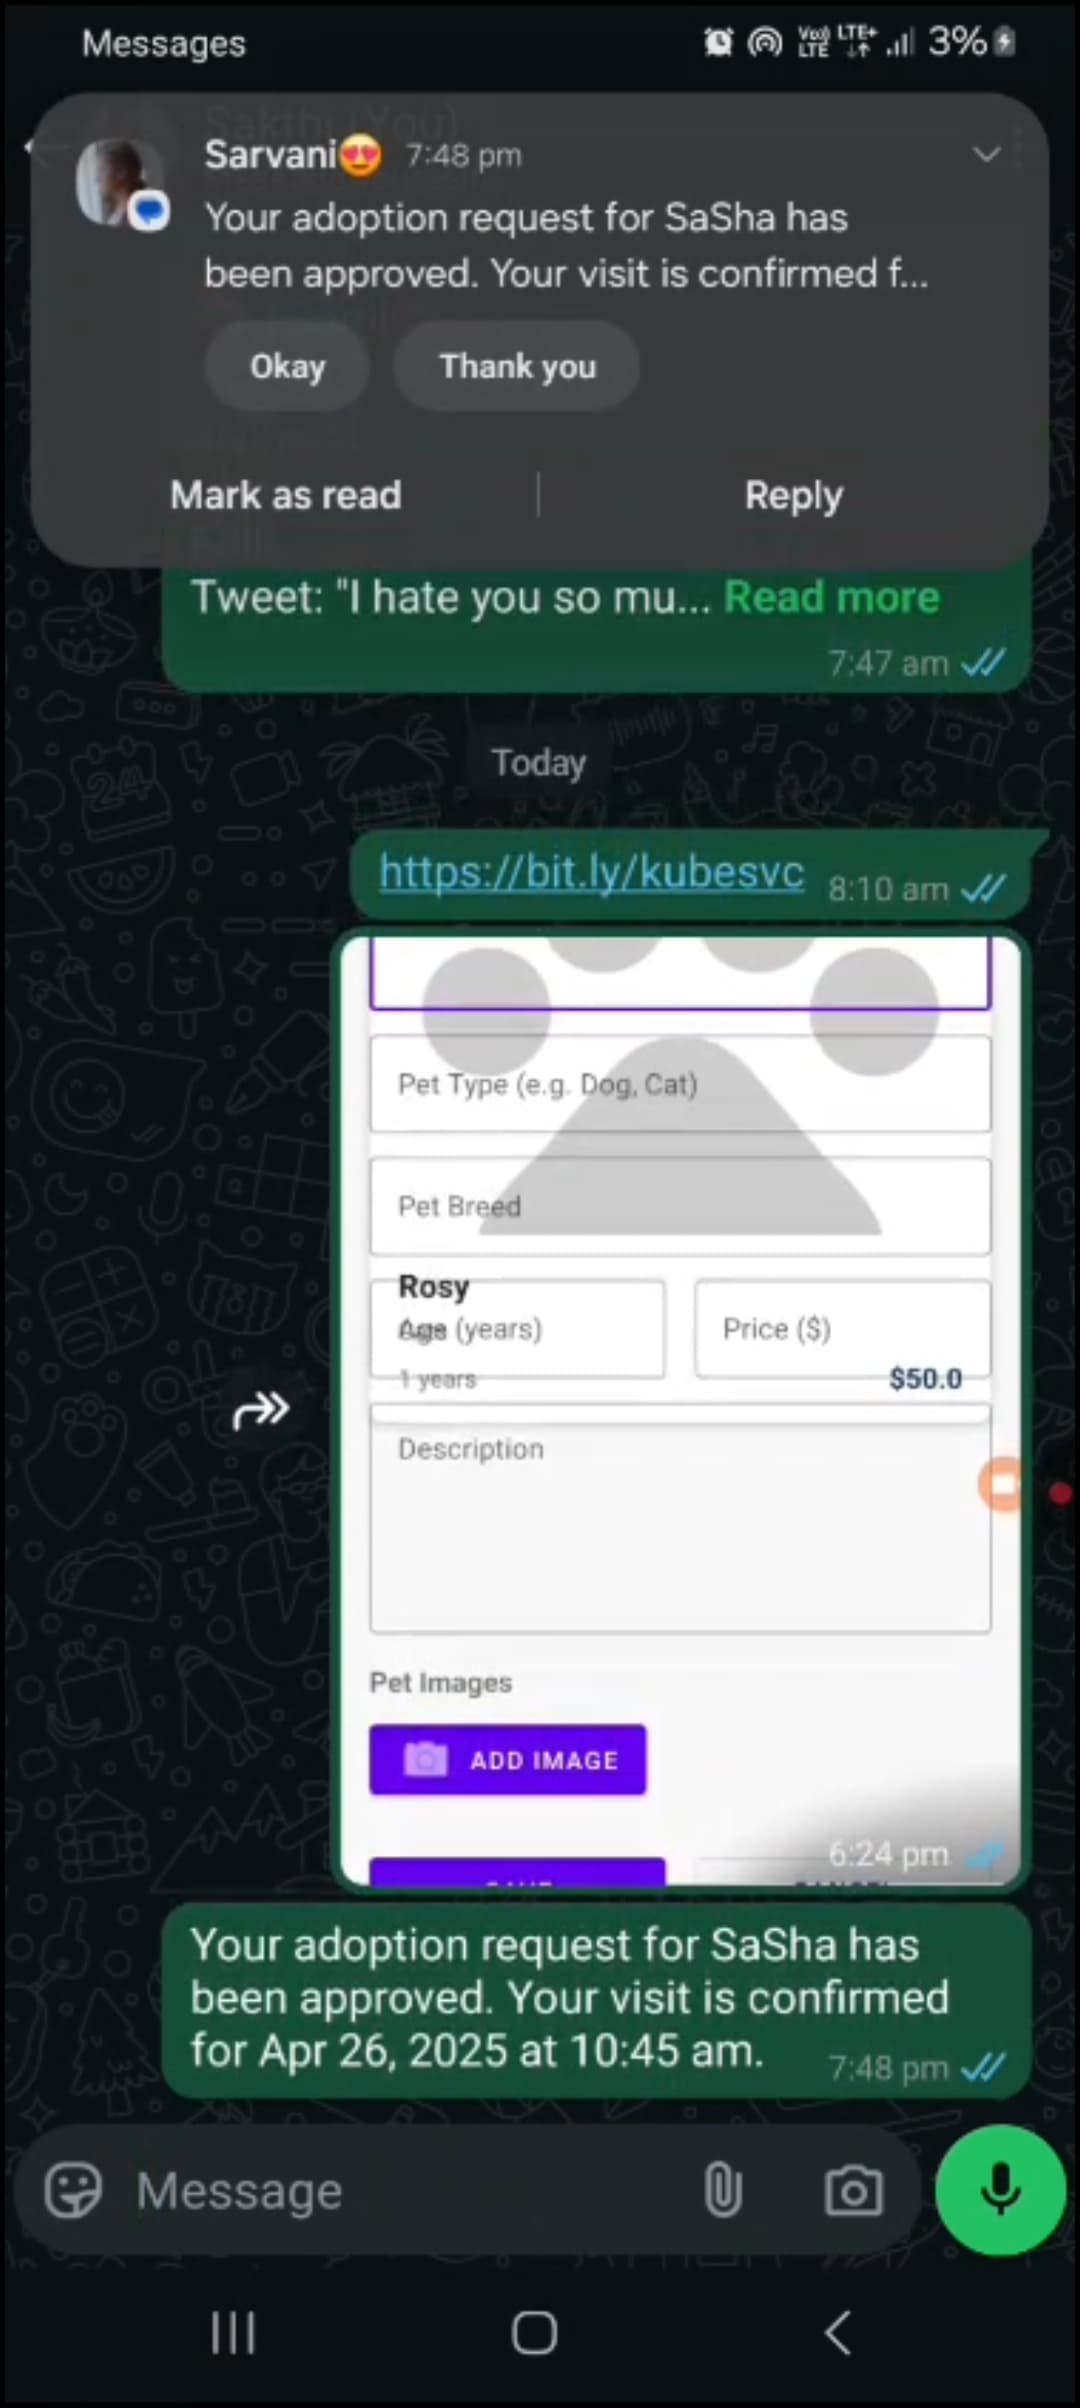 Messages
Voo) LTE LTE+ 3%
Sakthi (You)
Sarvani😍 7:48 pm
Your adoption request for SaSha has
been approved. Your visit is confirmed f...
Okay Thank you
Mark as read Reply
Tweet: "I hate you so mu... Read more
7:47 am
Today
https://bit.ly/kubesvc 8:10 am
Pet Type (e.g. Dog, Cat)
Pet Breed
Rosy
Age (years) Price ($)
1 years $50.0
Description
Pet Images
ADD IMAGE
6:24 pm
Your adoption request for SaSha has
been approved. Your visit is confirmed
for Apr 26, 2025 at 10:45 am. 7:48 pm
Message